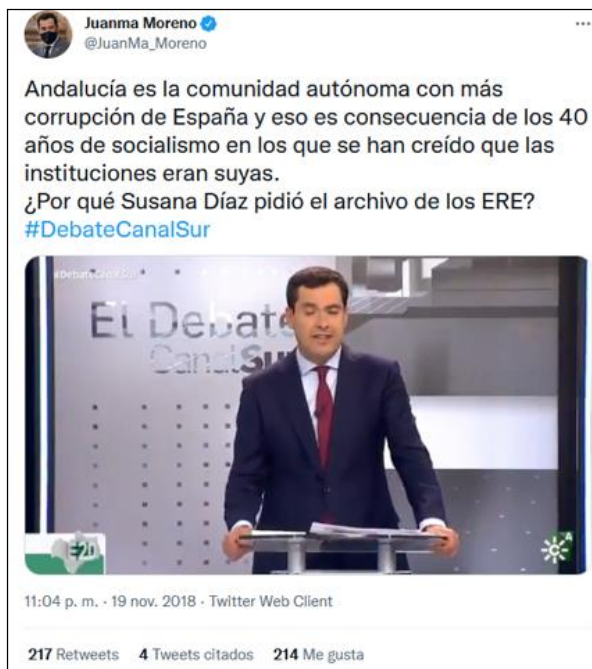 Juanma Moreno
@JuanMa_Moreno
Andalucía es la comunidad autónoma con más
corrupción de España y eso es consecuencia de los 40
años de socialismo en los que se han creído que las
instituciones eran suyas.
¿Por qué Susana Díaz pidió el archivo de los ERE?
#DebateCanalSur
#DebateCanalSur
El Debate
CanalSur
E2D
11:04 p. m. · 19 nov. 2018 · Twitter Web Client
217 Retweets 4 Tweets citados 214 Me gusta